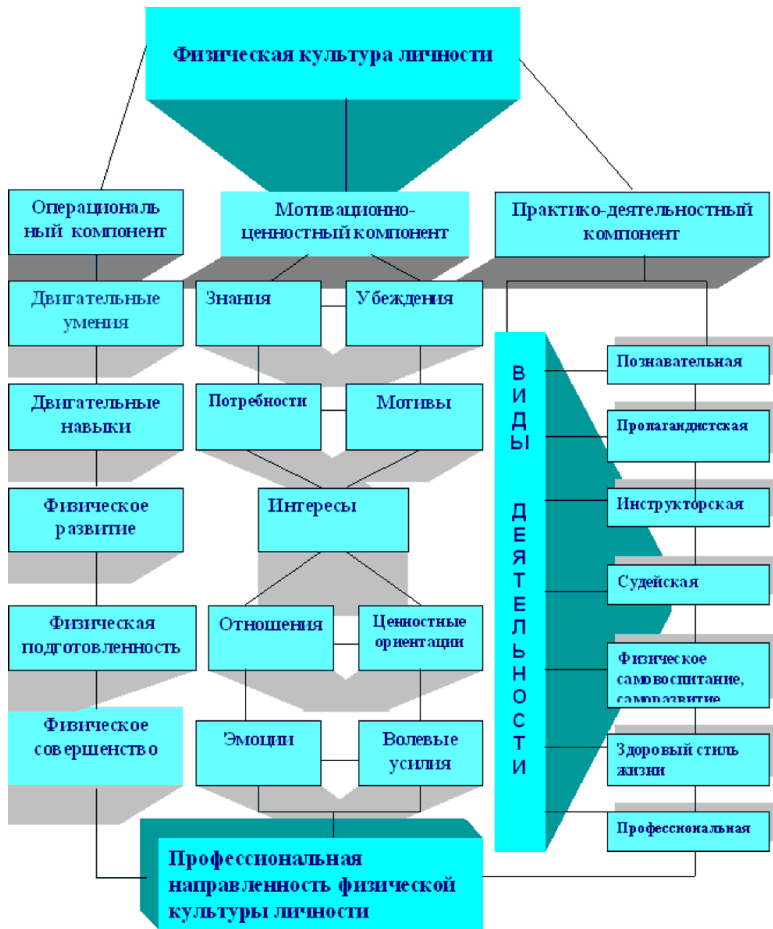 Физическая культура личности
Операциональ
ный компонент
Мотивационно-
ценностный компонент
Практико-деятельностный
компонент
Двигательные
умения
Знания
Убеждения
Двигательные
навыки
Потребности
Мотивы
Физическое
развитие
Интересы
Физическая
подготовленность
Отношения
Ценностные
ориентации
Физическое
совершенство
Эмоции
Волевые
усилия
ВИДЫ ДЕЯТЕЛЬНОСТИ
Познавательная
Пропагандистская
Инструкторская
Судейская
Физическое
самовоспитание,
саморазвитие
Здоровый стиль
жизни
Профессиональная
Профессиональная
направленность физической
культуры личности